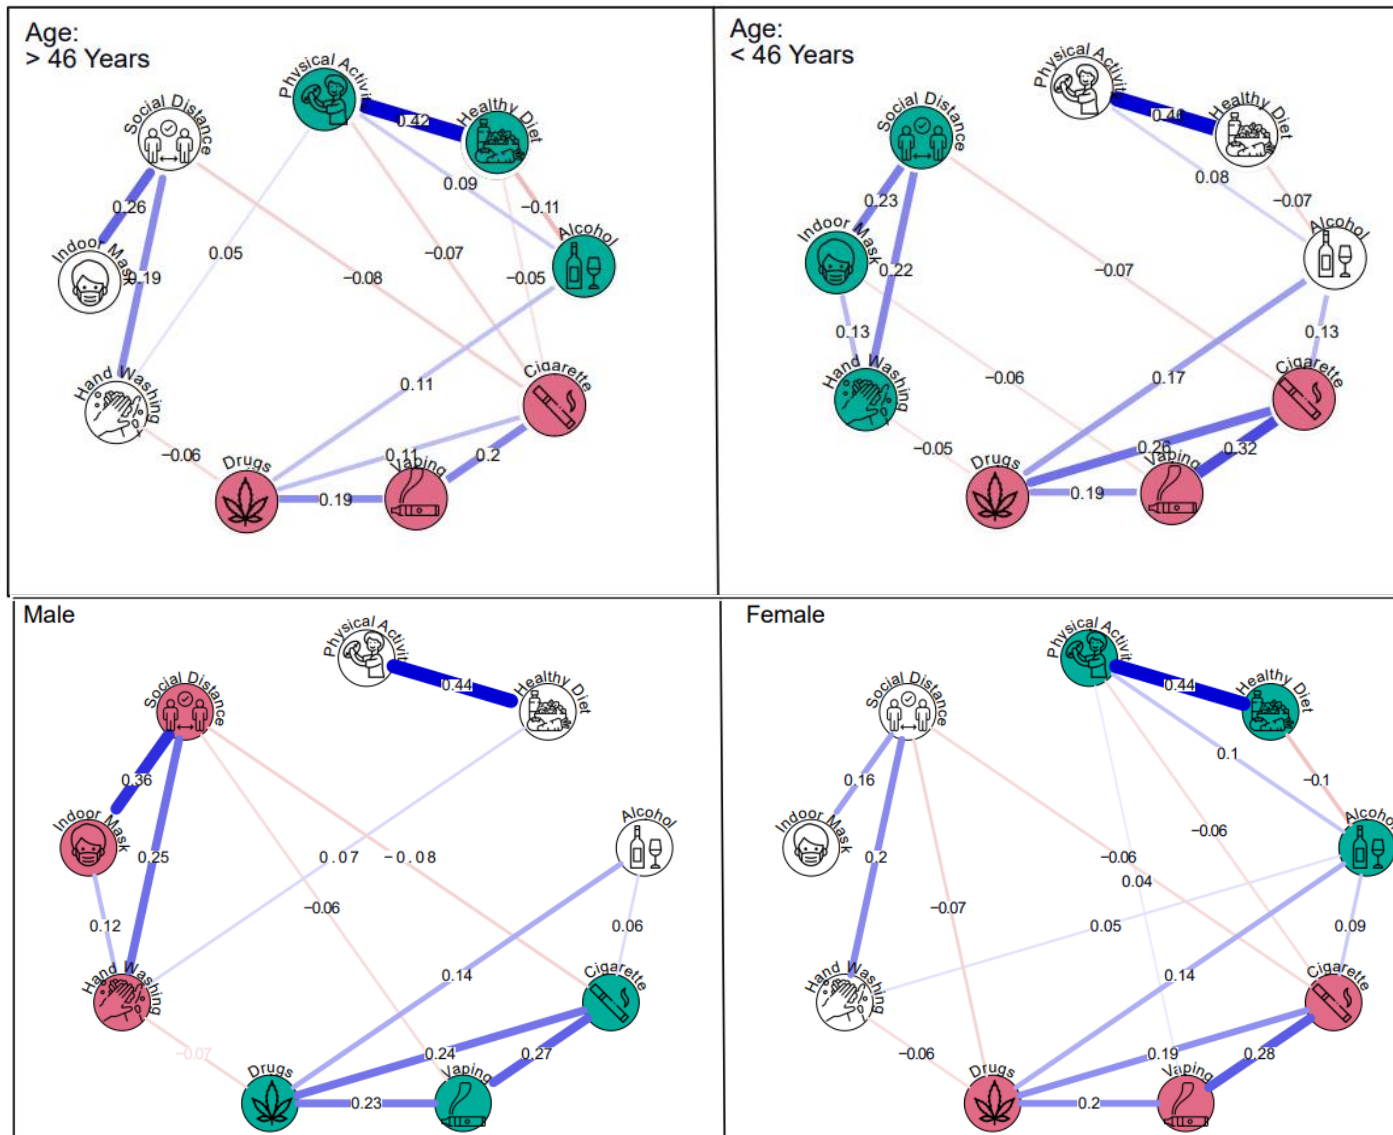 Age:
> 46 Years
Physical Activit
Social Distance
Healthy Diet
0.42
0.09
−0.11
Alcohol
0.26
Indoor Mask
0.19
0.05
−0.07
−0.08
−0.05
Cigarette
Hand Washing
0.11
−0.06
Drugs
0.11
Vaping
0.2
0.19
Age:
< 46 Years
Physical Activit
Social Distance
Healthy Diet
0.08
−0.07
Alcohol
0.23
Indoor Mask
0.22
−0.07
0.13
0.13
Cigarette
Hand Washing
−0.06
0.17
−0.05
Drugs
0.26
Vaping
0.32
0.19
Male
Physical Activit
Social Distance
0.44
Healthy Diet
0.36
Indoor Mask
Alcohol
0.25
0.07
−0.08
−0.06
0.12
0.06
Hand Washing
0.14
Cigarette
−0.07
Drugs
0.24
Vaping
0.27
0.23
Female
Physical Activit
Social Distance
0.44
Healthy Diet
0.1
−0.1
0.16
Indoor Mask
Alcohol
0.2
−0.06
−0.06
0.04
−0.07
0.05
0.09
Hand Washing
0.14
Cigarette
−0.06
Drugs
0.19
Vaping
0.28
0.2